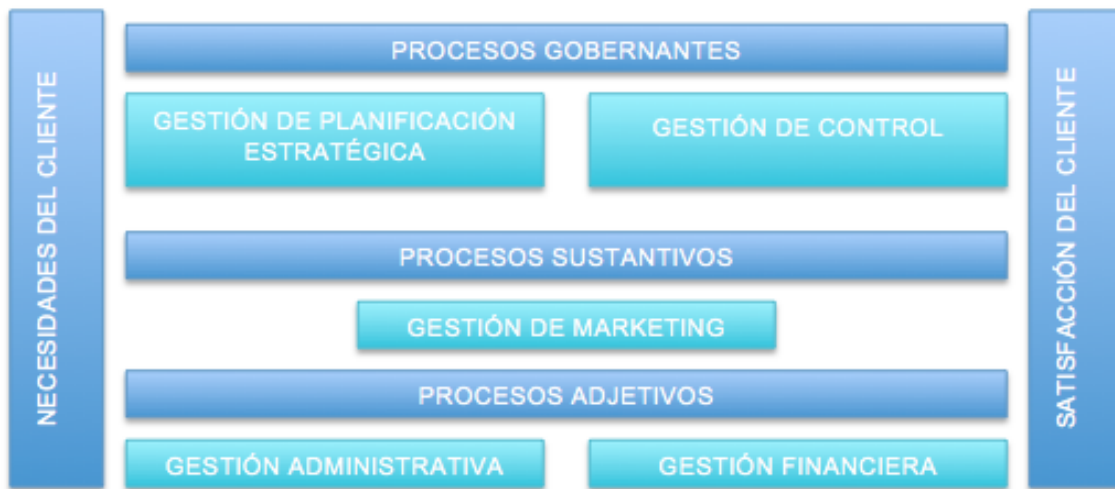 NECESIDADES DEL CLIENTE
PROCESOS GOBERNANTES
GESTIÓN DE PLANIFICACIÓN
ESTRATÉGICA
GESTIÓN DE CONTROL
PROCESOS SUSTANTIVOS
GESTIÓN DE MARKETING
PROCESOS ADJETIVOS
GESTIÓN ADMINISTRATIVA
GESTIÓN FINANCIERA
SATISFACCIÓN DEL CLIENTE